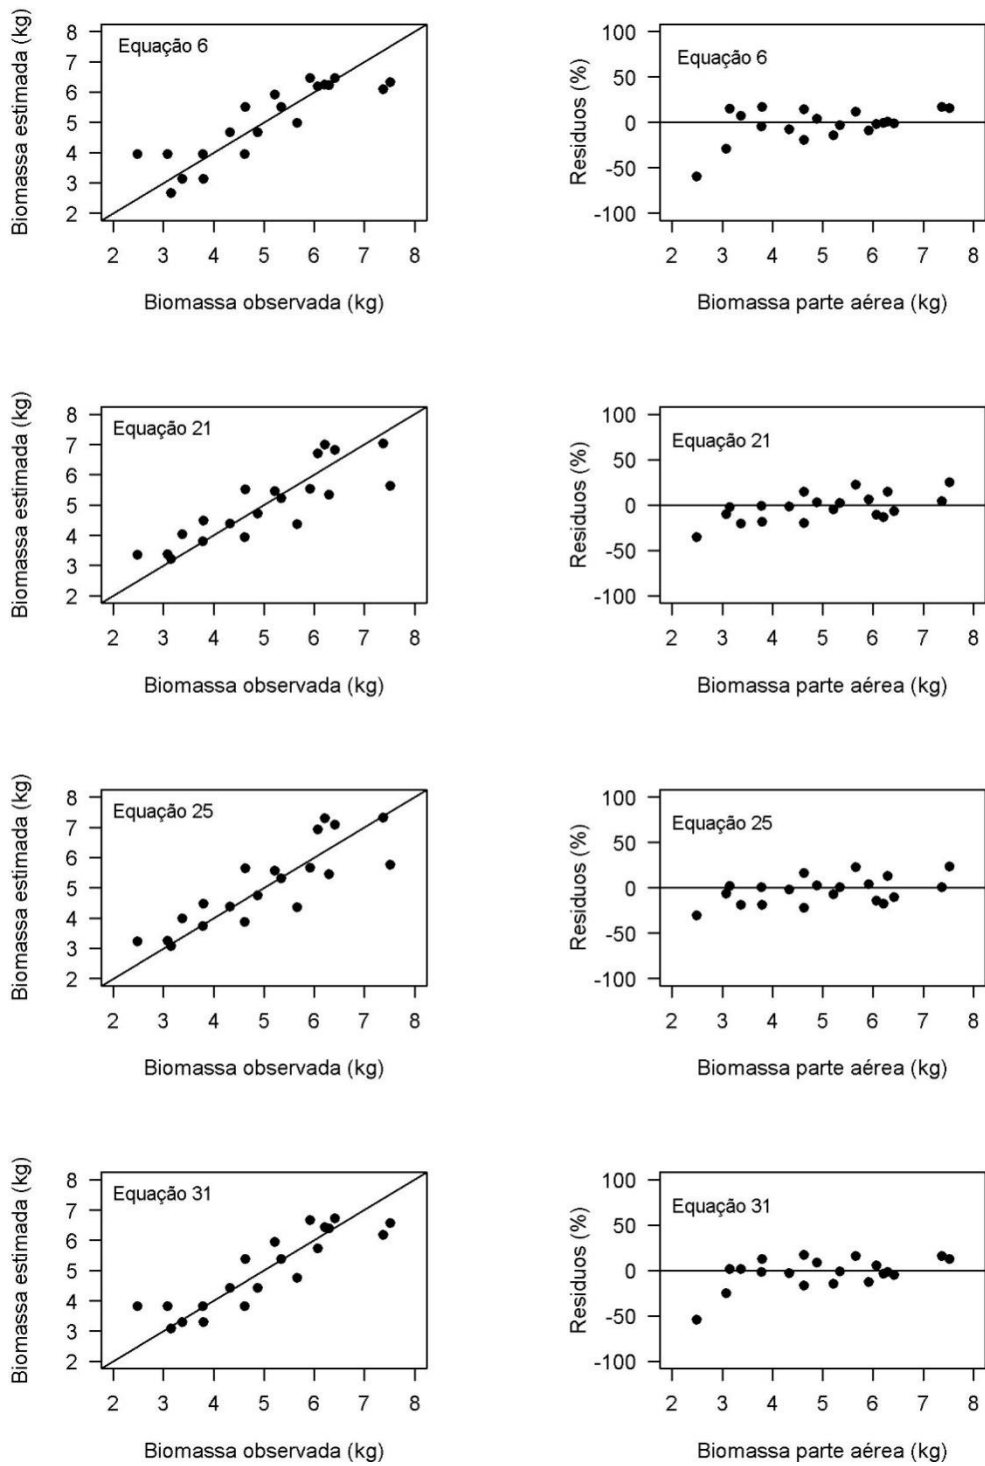 Biomassa estimada (kg)
8
7
6
5
4
3
2
Equação 6
2 3 4 5 6 7 8
Biomassa observada (kg)
Residuos (%)
100
50
0
-50
-100
Equação 6
2 3 4 5 6 7 8
Biomassa parte aérea (kg)
Biomassa estimada (kg)
8
7
6
5
4
3
2
Equação 21
2 3 4 5 6 7 8
Biomassa observada (kg)
Residuos (%)
100
50
0
-50
-100
Equação 21
2 3 4 5 6 7 8
Biomassa parte aérea (kg)
Biomassa estimada (kg)
8
7
6
5
4
3
2
Equação 25
2 3 4 5 6 7 8
Biomassa observada (kg)
Residuos (%)
100
50
0
-50
-100
Equação 25
2 3 4 5 6 7 8
Biomassa parte aérea (kg)
Biomassa estimada (kg)
8
7
6
5
4
3
2
Equação 31
2 3 4 5 6 7 8
Biomassa observada (kg)
Residuos (%)
100
50
0
-50
-100
Equação 31
2 3 4 5 6 7 8
Biomassa parte aérea (kg)